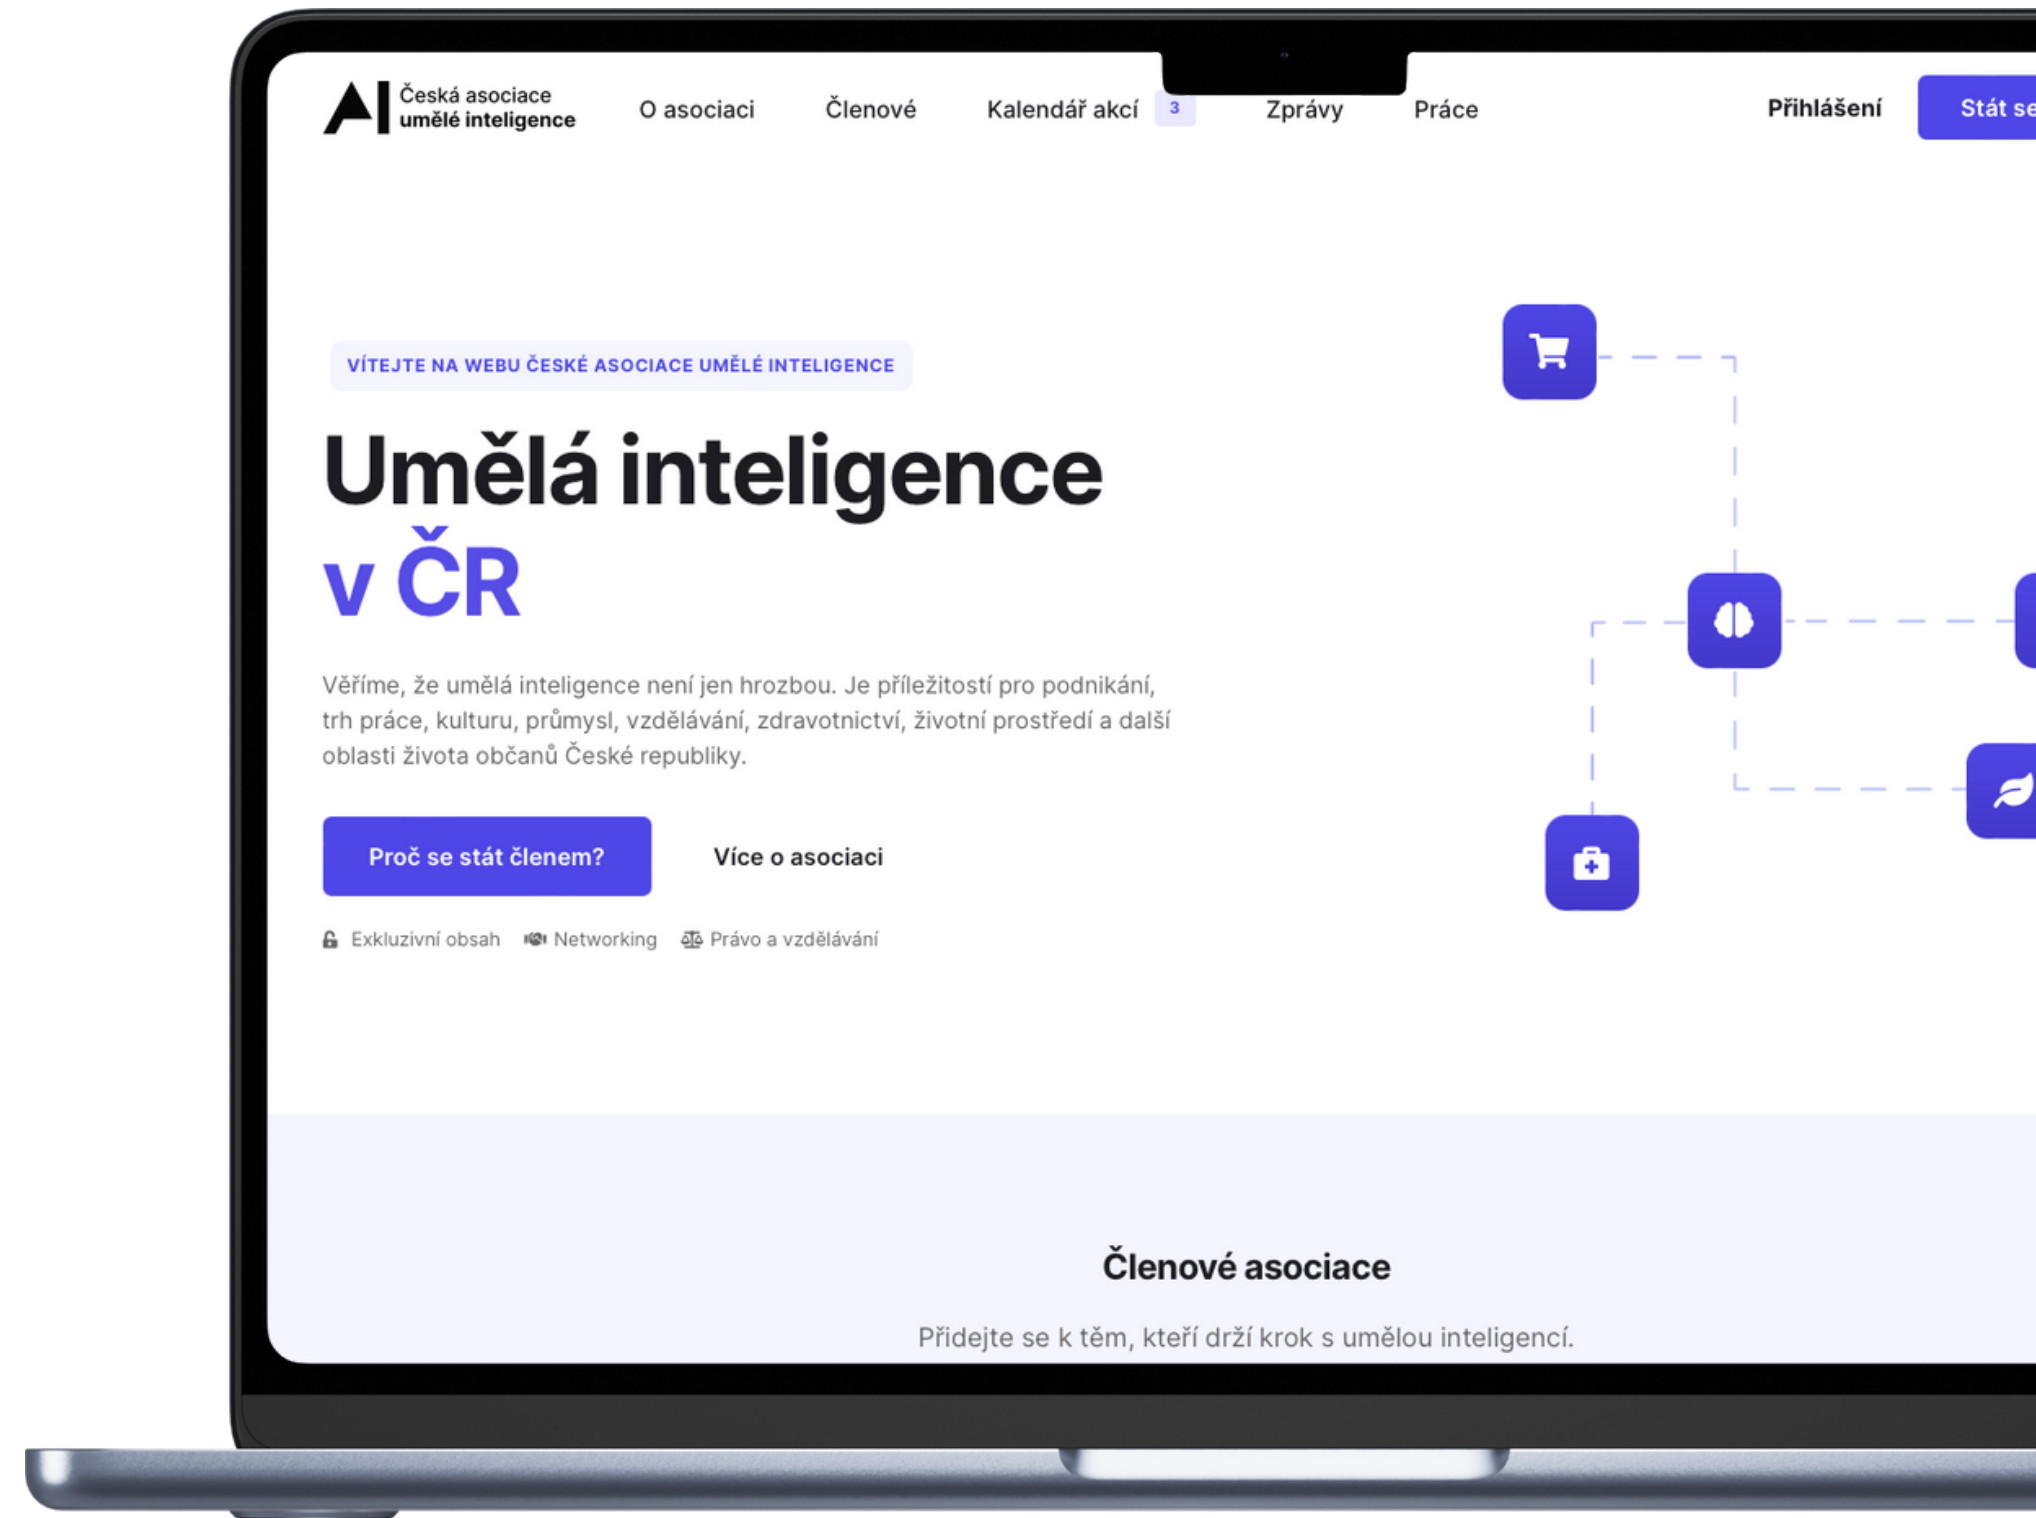 Česká asociace
umělé inteligence
O asociaci
Členové
Kalendář akcí
3
Zprávy
Práce
Přihlášení
Stát se
VÍTEJTE NA WEBU ČESKÉ ASOCIACE UMĚLÉ INTELIGENCE
Umělá inteligence
v ČR
Věříme, že umělá inteligence není jen hrozbou. Je příležitostí pro podnikání,
trh práce, kulturu, průmysl, vzdělávání, zdravotnictví, životní prostředí a další
oblasti života občanů České republiky.
Proč se stát členem?
Více o asociaci
Exkluzivní obsah
Networking
Právo a vzdělávání
Členové asociace
Přidejte se k těm, kteří drží krok s umělou inteligencí.